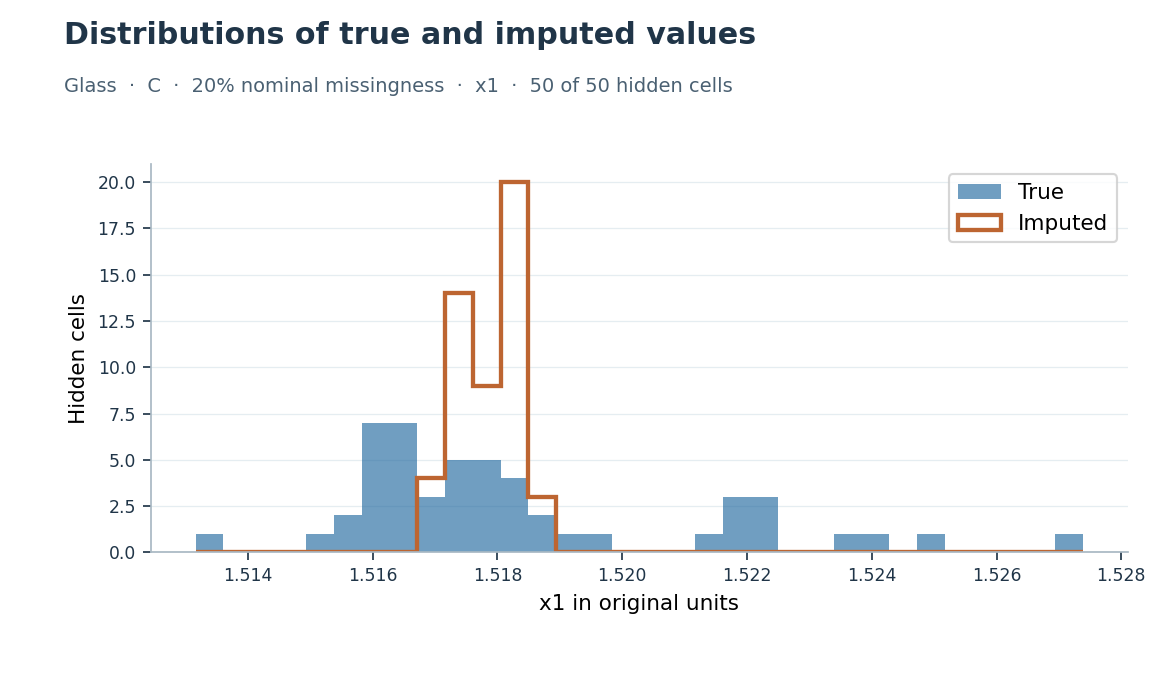 Distributions of true and imputed values
Glass · C · 20% nominal missingness · x1 · 50 of 50 hidden cells
True
Imputed
20.0
17.5
15.0
12.5
10.0
7.5
5.0
2.5
0.0
Hidden cells
1.514 1.516 1.518 1.520 1.522 1.524 1.526 1.528
x1 in original units